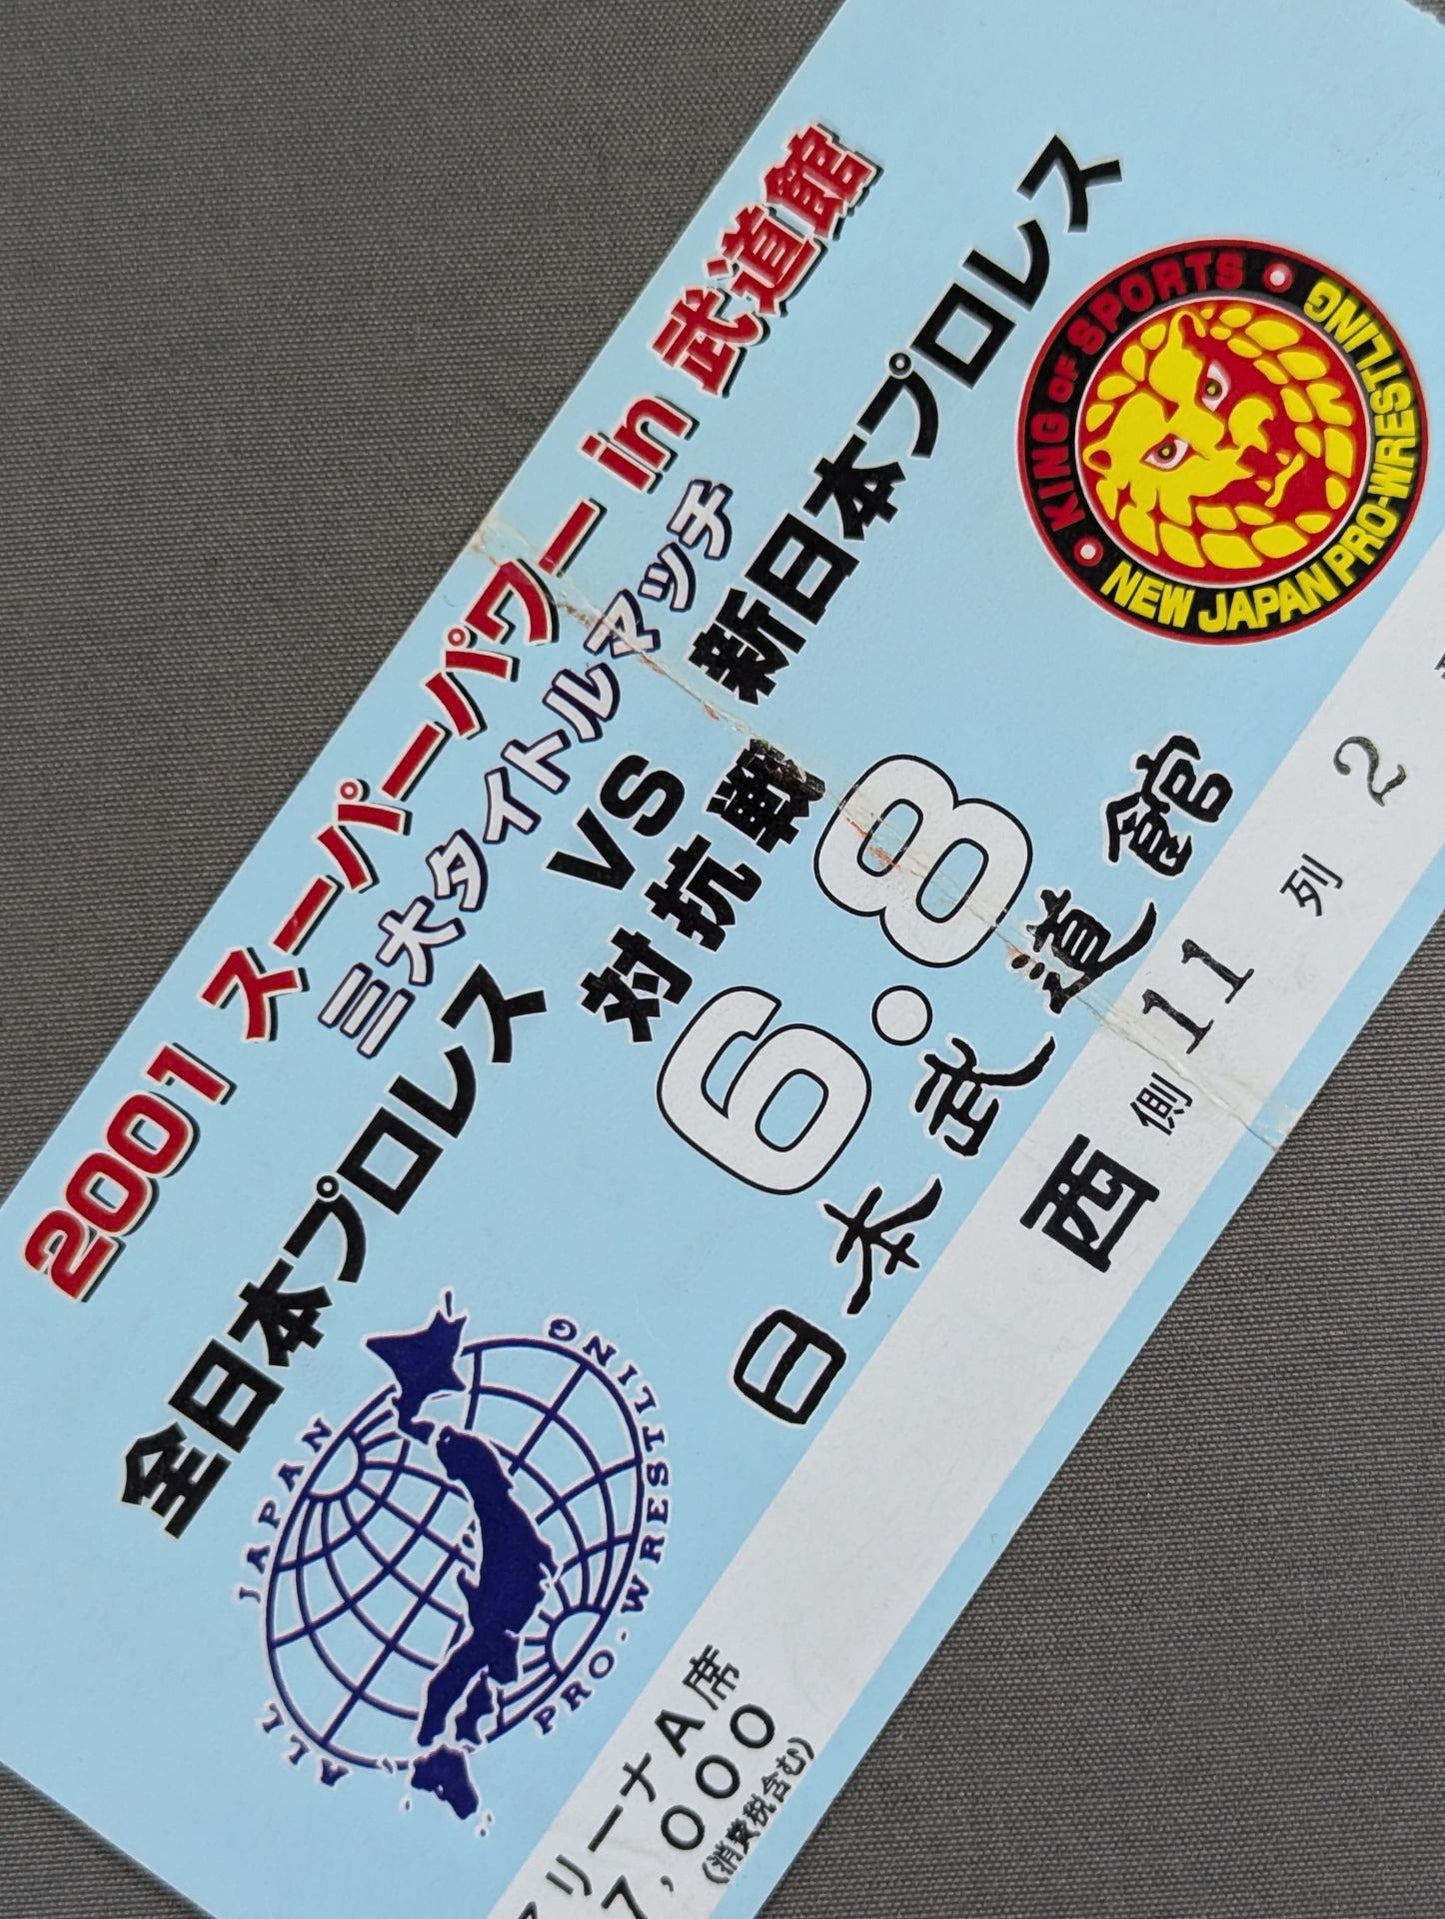 2001 スーパーパワー in 武道館
三大タイトルマッチ
全日本プロレス VS 新日本プロレス
対抗戦
6.8
日本武道館
ALL JAPAN PRO-WRESTLING
KING OF SPORTS
NEW JAPAN PRO-WRESTLING
西側 11 列 2
リーナA席
7,000
(消費税含む)